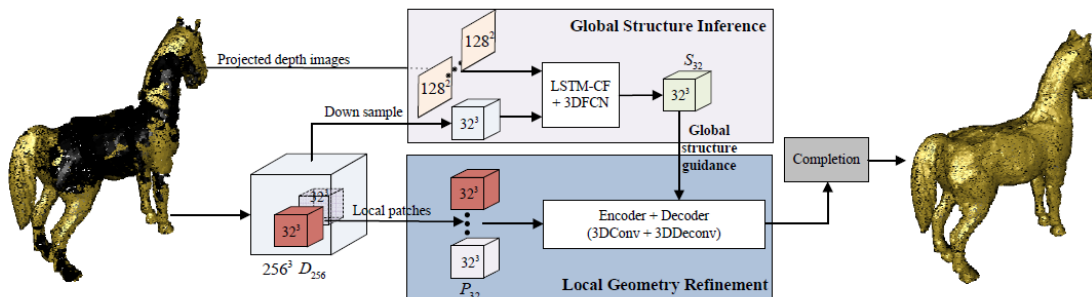 Global Structure Inference
Projected depth images
128²
128²
Down sample
32³
LSTM-CF
+ 3DFCN
S₃₂
32³
Global
structure
guidance
Completion
32³
32³
256³ D₂₅₆
Local patches
32³
32³
P₃₂
Encoder + Decoder
(3DConv + 3DDeconv)
Local Geometry Refinement